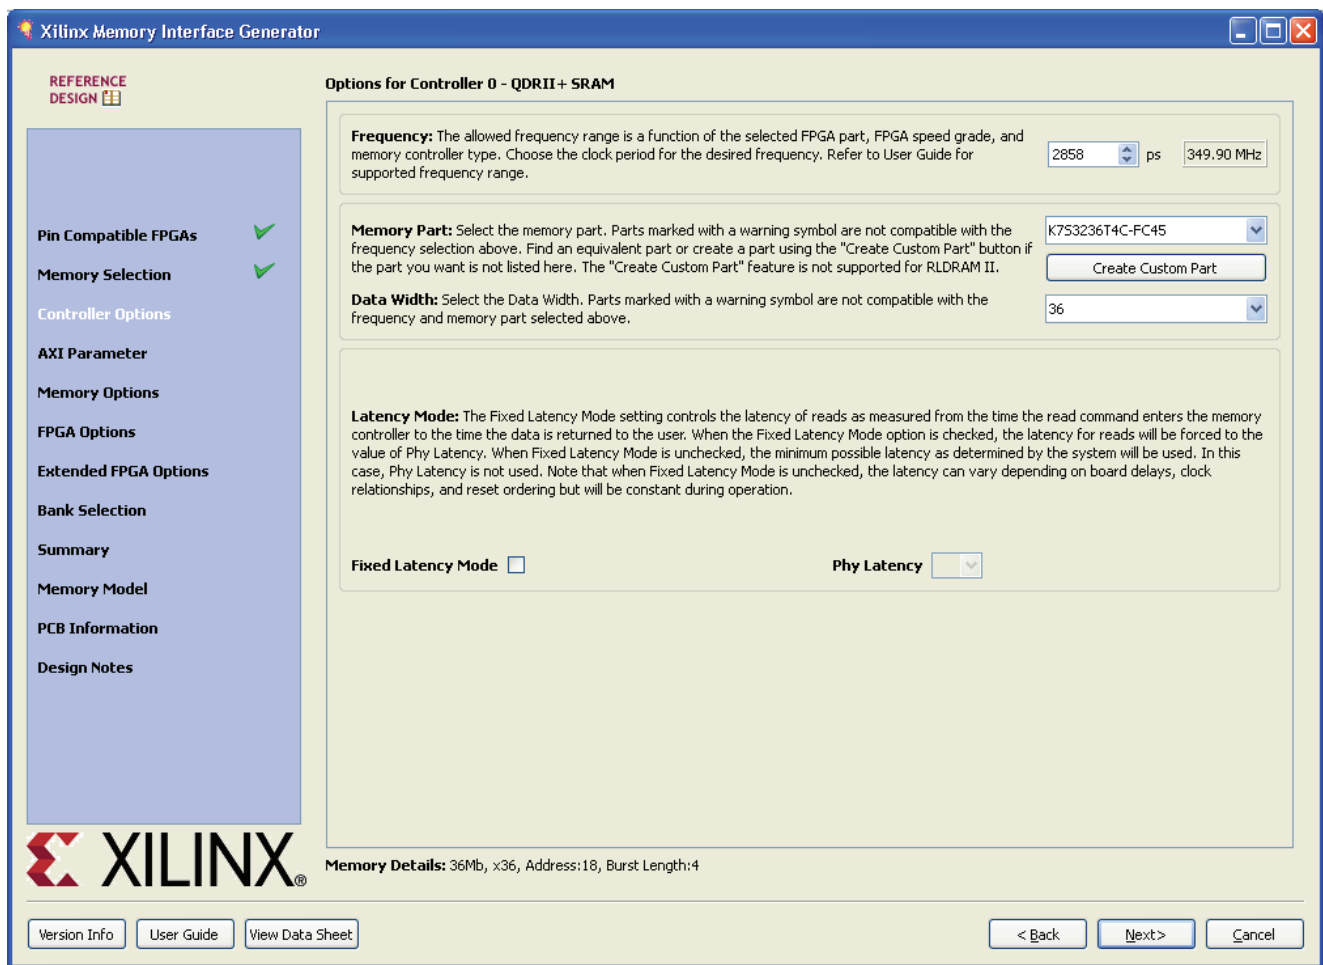 Xilinx Memory Interface Generator
REFERENCE
DESIGN
Pin Compatible FPGAs
Memory Selection
Controller Options
AXI Parameter
Memory Options
FPGA Options
Extended FPGA Options
Bank Selection
Summary
Memory Model
PCB Information
Design Notes
XILINX®
Options for Controller 0 - QDRII+ SRAM
Frequency: The allowed frequency range is a function of the selected FPGA part, FPGA speed grade, and
memory controller type. Choose the clock period for the desired frequency. Refer to User Guide for
supported frequency range.
2858 ps 349.90 MHz
Memory Part: Select the memory part. Parts marked with a warning symbol are not compatible with the
frequency selection above. Find an equivalent part or create a part using the "Create Custom Part" button if
the part you want is not listed here. The "Create Custom Part" feature is not supported for RLDRAM II.
K7S3236T4C-FC45
Create Custom Part
Data Width: Select the Data Width. Parts marked with a warning symbol are not compatible with the
frequency and memory part selected above.
36
Latency Mode: The Fixed Latency Mode setting controls the latency of reads as measured from the time the read command enters the memory
controller to the time the data is returned to the user. When the Fixed Latency Mode option is checked, the latency for reads will be forced to the
value of Phy Latency. When Fixed Latency Mode is unchecked, the minimum possible latency as determined by the system will be used. In this
case, Phy Latency is not used. Note that when Fixed Latency Mode is unchecked, the latency can vary depending on board delays, clock
relationships, and reset ordering but will be constant during operation.
Fixed Latency Mode Phy Latency
Memory Details: 36Mb, x36, Address:18, Burst Length:4
Version Info User Guide View Data Sheet < Back Next> Cancel